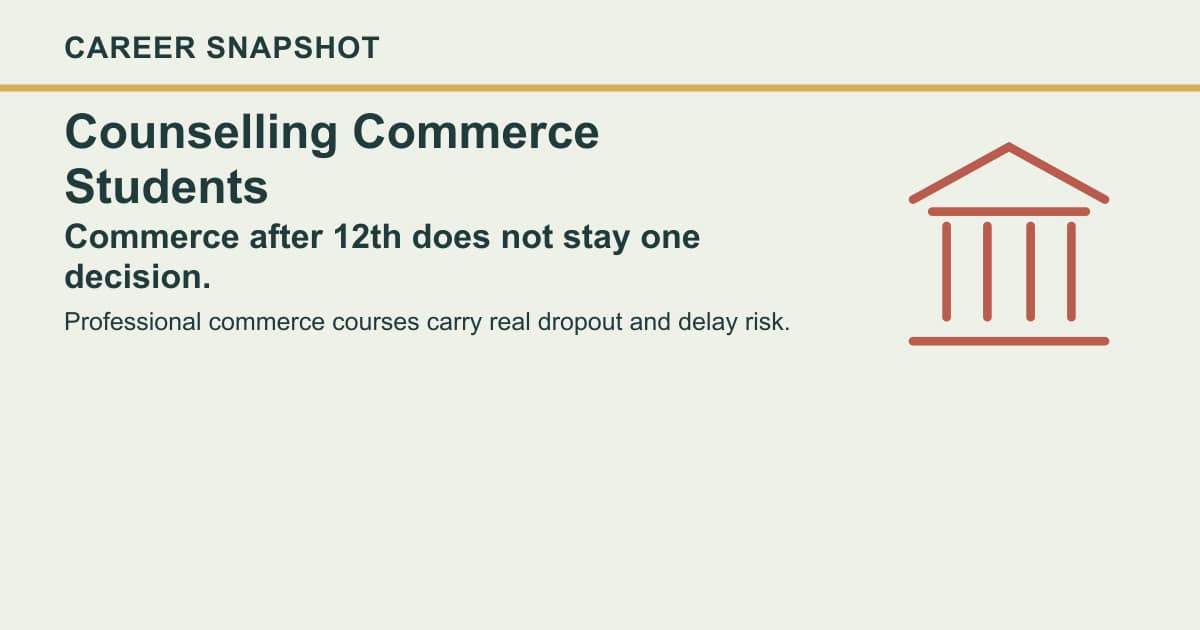 CAREER SNAPSHOT
Counselling Commerce
Students
Commerce after 12th does not stay one
decision.
Professional commerce courses carry real dropout and delay risk.